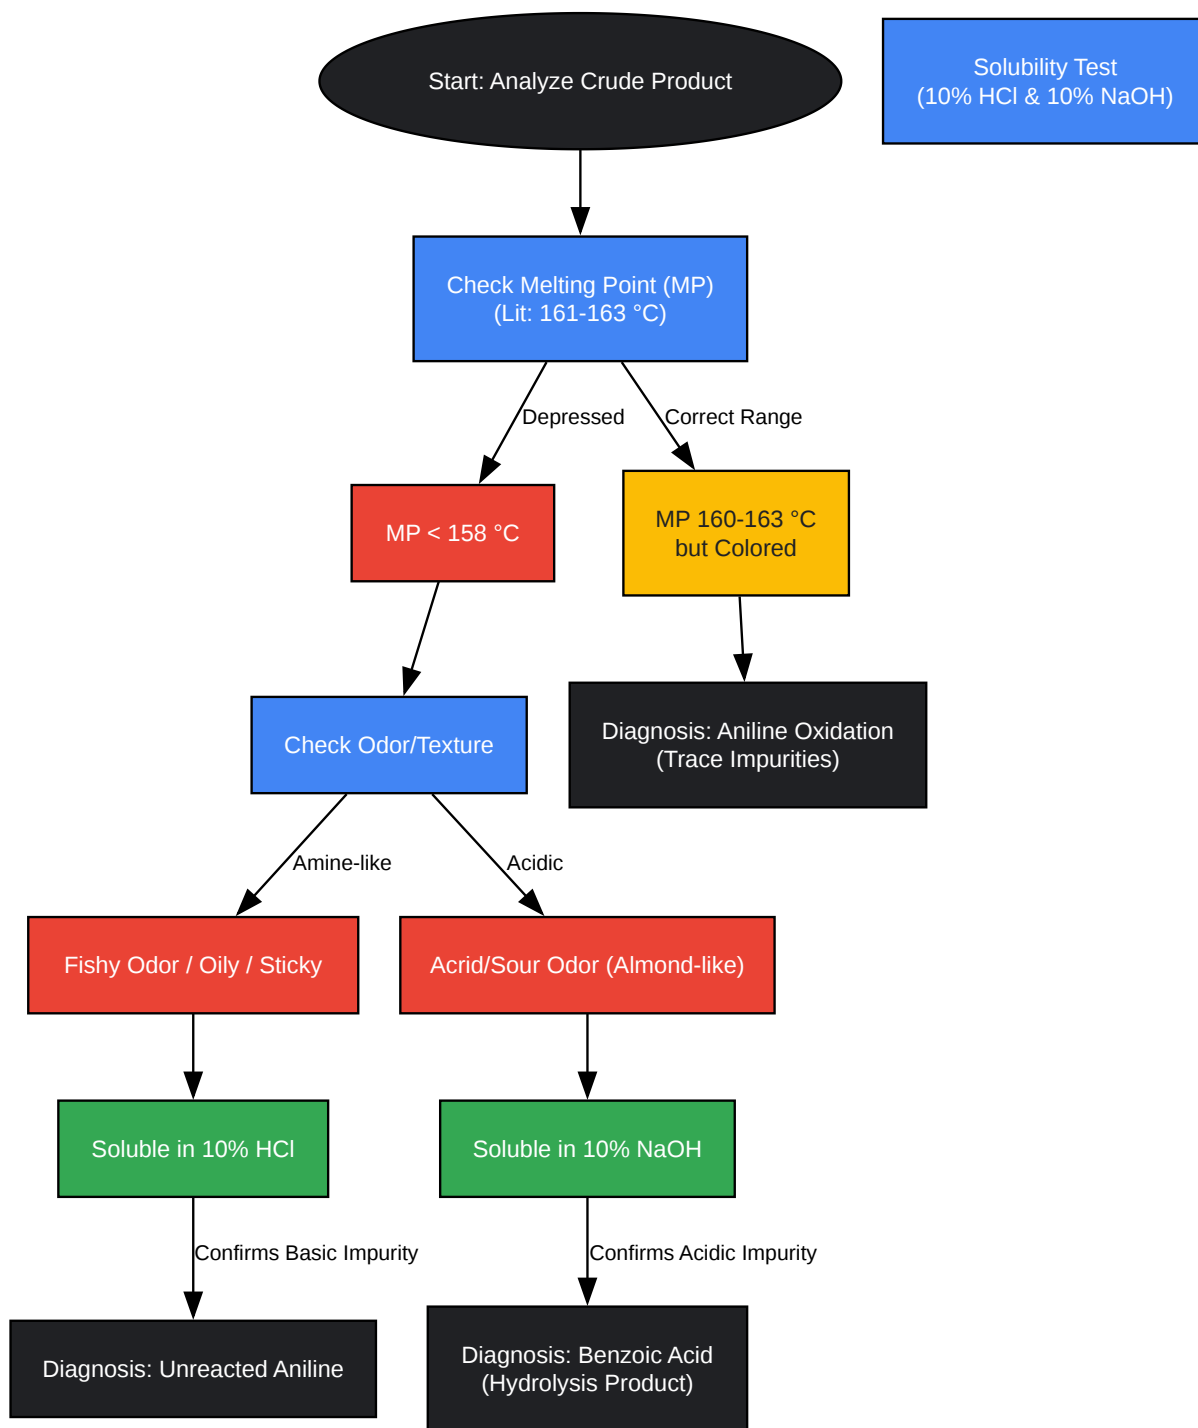 Start: Analyze Crude Product
Solubility Test
(10% HCl & 10% NaOH)
Check Melting Point (MP)
(Lit: 161-163 °C)
Depressed
Correct Range
MP < 158 °C
MP 160-163 °C
but Colored
Check Odor/Texture
Diagnosis: Aniline Oxidation
(Trace Impurities)
Amine-like
Acidic
Fishy Odor / Oily / Sticky
Acrid/Sour Odor (Almond-like)
Soluble in 10% HCl
Soluble in 10% NaOH
Confirms Basic Impurity
Confirms Acidic Impurity
Diagnosis: Unreacted Aniline
Diagnosis: Benzoic Acid
(Hydrolysis Product)